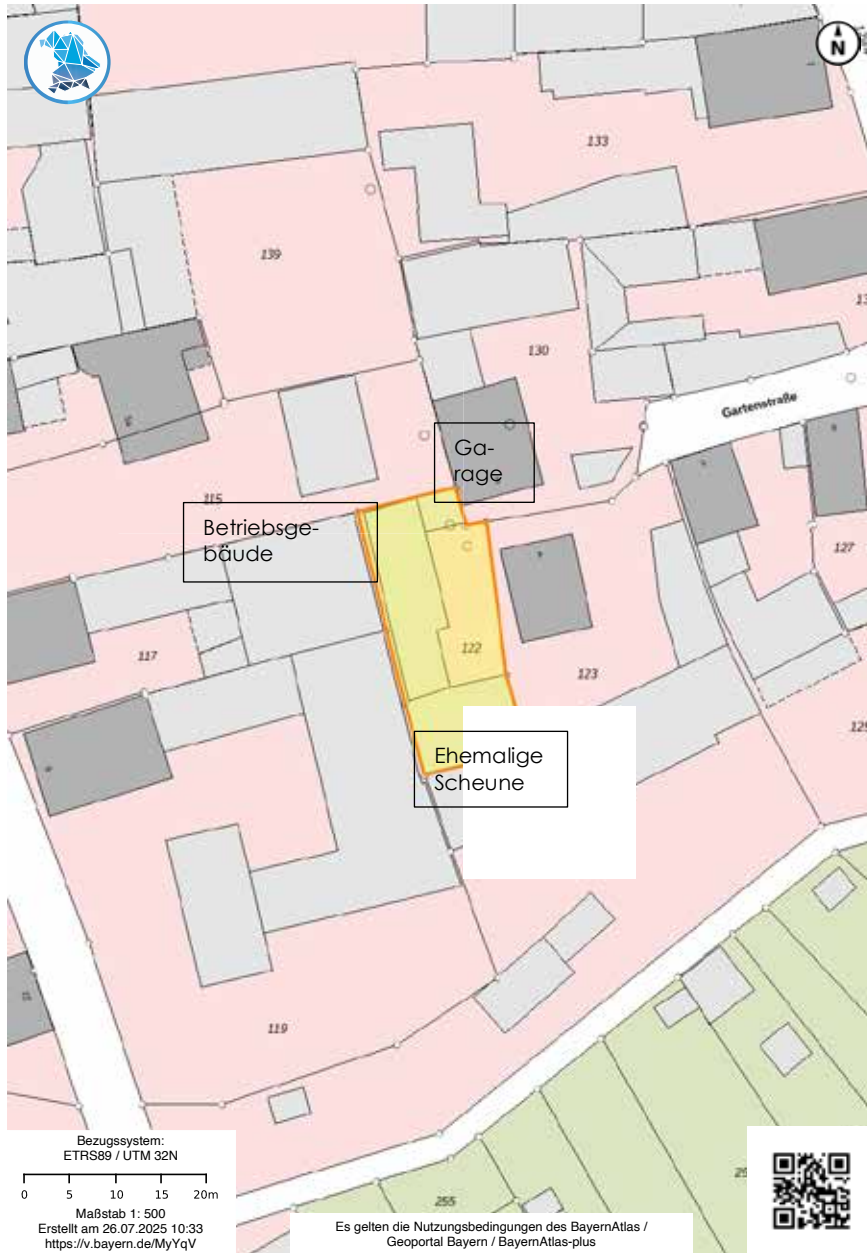 N
133
139
130
Gartenstraße
Ga-
rage
115
Betriebsge-
bäude
127
117
122
123
129
Ehemalige
Scheune
119
Bezugssystem:
ETRS89 / UTM 32N
0 5 10 15 20m
Maßstab 1: 500
Erstellt am 26.07.2025 10:33
https://v.bayern.de/MyYqV
255
Es gelten die Nutzungsbedingungen des BayernAtlas /
Geoportal Bayern / BayernAtlas-plus